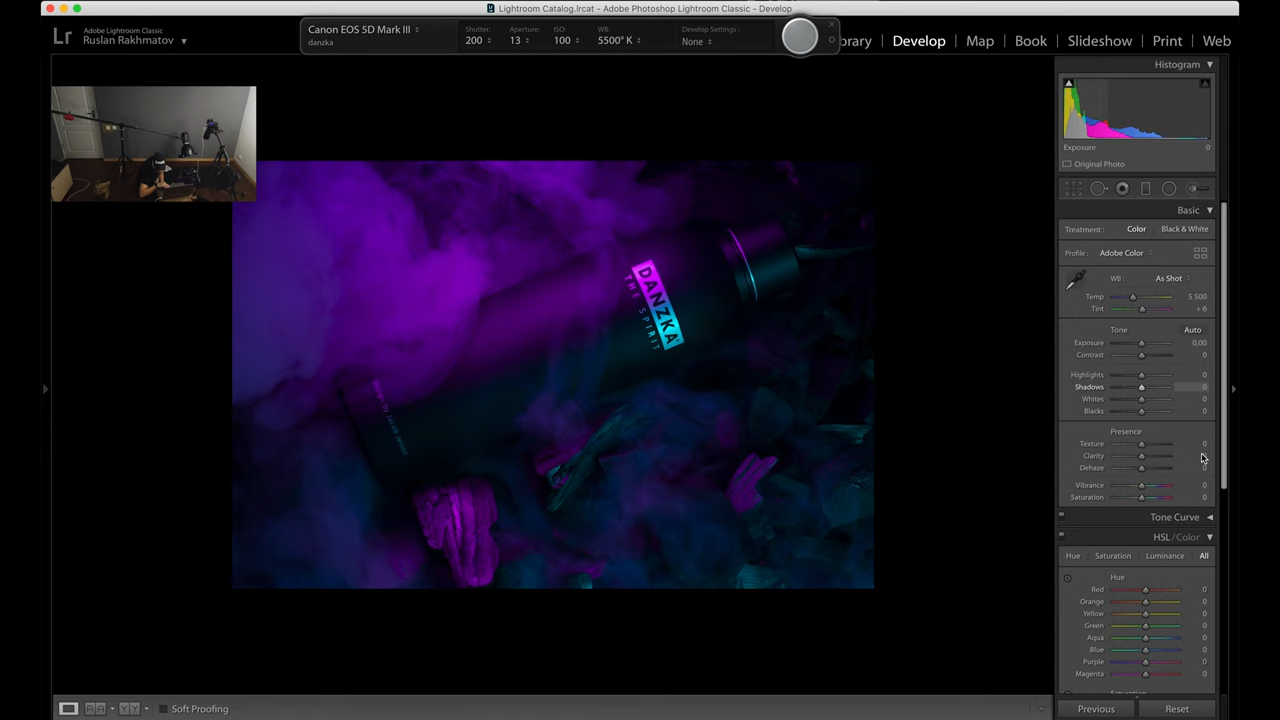 Lightroom Catalog.lrcat - Adobe Photoshop Lightroom Classic - Develop
Lr
Adobe Lightroom Classic
Ruslan Rakhmatov
Canon EOS 5D Mark III
danzka
Shutter:
200
Aperture:
13
ISO:
100
WB:
5500° K
Develop Settings:
None
Develop
Map
Book
Slideshow
Print
Web
Histogram
Exposure 0
Original Photo
Basic
Treatment : Color Black & White
Profile : Adobe Color
WB : As Shot
Temp 5 500
Tint + 6
Tone Auto
Exposure 0,00
Contrast 0
Highlights 0
Shadows 0
Whites 0
Blacks 0
Presence
Texture 0
Clarity
Dehaze 0
Vibrance 0
Saturation 0
Tone Curve
HSL / Color
Hue Saturation Luminance All
Hue
Red 0
Orange 0
Yellow 0
Green 0
Aqua 0
Blue 0
Purple 0
Magenta 0
Previous Reset
DANZKA
THE SPIRIT
design by Jacob Jensen
Soft Proofing